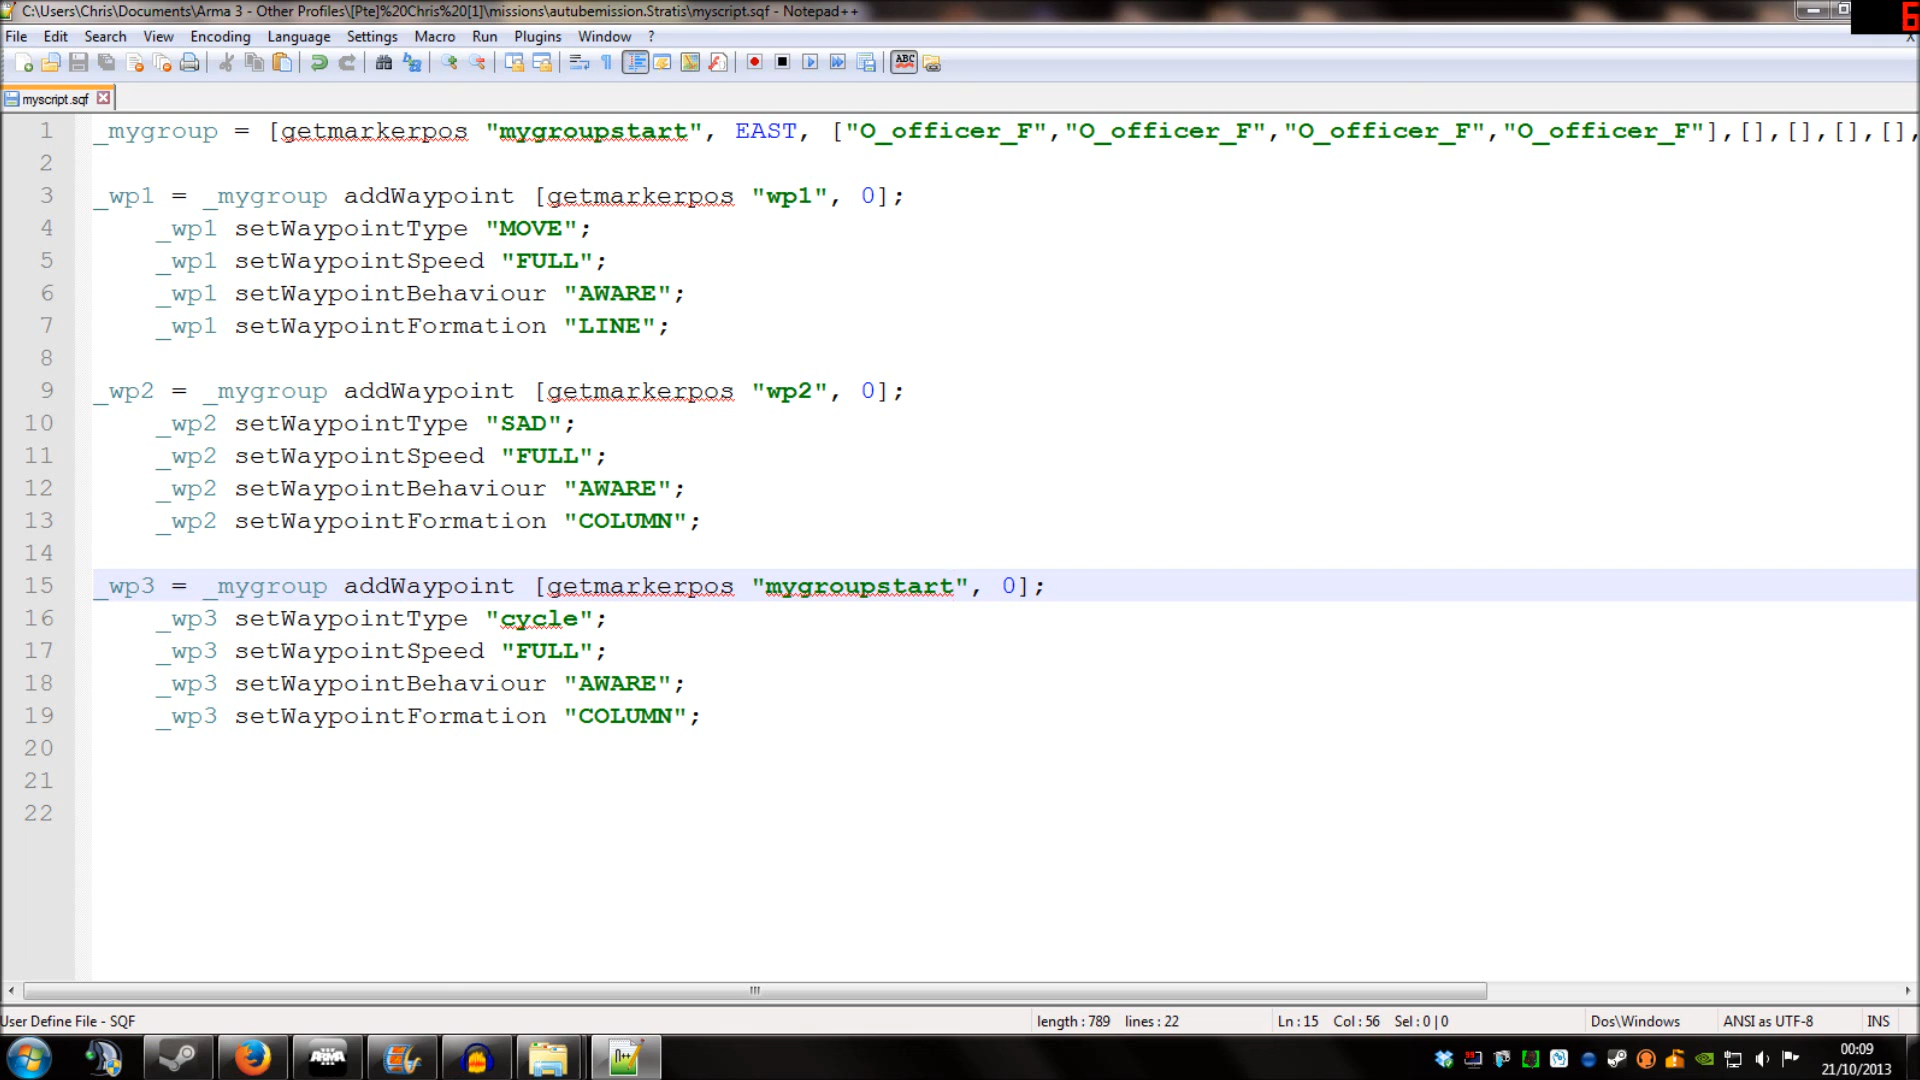 C:\Users\Chris\Documents\Arma 3 - Other Profiles\[Pte]%20Chris%20[1]\missions\autubemission.Stratis\myscript.sqf - Notepad++
6
File Edit Search View Encoding Language Settings Macro Run Plugins Window ?
ABC
myscript.sqf
1 _mygroup = [getmarkerpos "mygroupstart", EAST, ["O_officer_F","O_officer_F","O_officer_F","O_officer_F"],[],[],[],[],
2
3 _wp1 = _mygroup addWaypoint [getmarkerpos "wp1", 0];
4 _wp1 setWaypointType "MOVE";
5 _wp1 setWaypointSpeed "FULL";
6 _wp1 setWaypointBehaviour "AWARE";
7 _wp1 setWaypointFormation "LINE";
8
9 _wp2 = _mygroup addWaypoint [getmarkerpos "wp2", 0];
10 _wp2 setWaypointType "SAD";
11 _wp2 setWaypointSpeed "FULL";
12 _wp2 setWaypointBehaviour "AWARE";
13 _wp2 setWaypointFormation "COLUMN";
14
15 _wp3 = _mygroup addWaypoint [getmarkerpos "mygroupstart", 0];
16 _wp3 setWaypointType "cycle";
17 _wp3 setWaypointSpeed "FULL";
18 _wp3 setWaypointBehaviour "AWARE";
19 _wp3 setWaypointFormation "COLUMN";
20
21
22
User Define File - SQF length : 789 lines : 22 Ln : 15 Col : 56 Sel : 0 | 0 Dos\Windows ANSI as UTF-8 INS
ARMA
00:09
21/10/2013